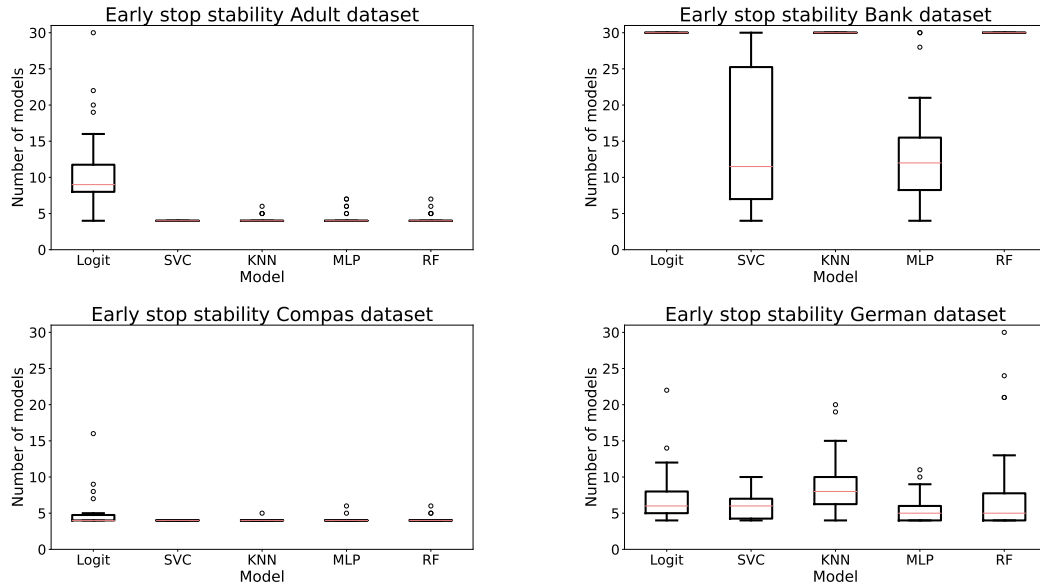 Early stop stability Adult dataset
30
25
20
15
10
5
0
Number of models
Logit SVC KNN MLP RF
Model
Early stop stability Bank dataset
30
25
20
15
10
5
0
Number of models
Logit SVC KNN MLP RF
Model
Early stop stability Compas dataset
30
25
20
15
10
5
0
Number of models
Logit SVC KNN MLP RF
Model
Early stop stability German dataset
30
25
20
15
10
5
0
Number of models
Logit SVC KNN MLP RF
Model